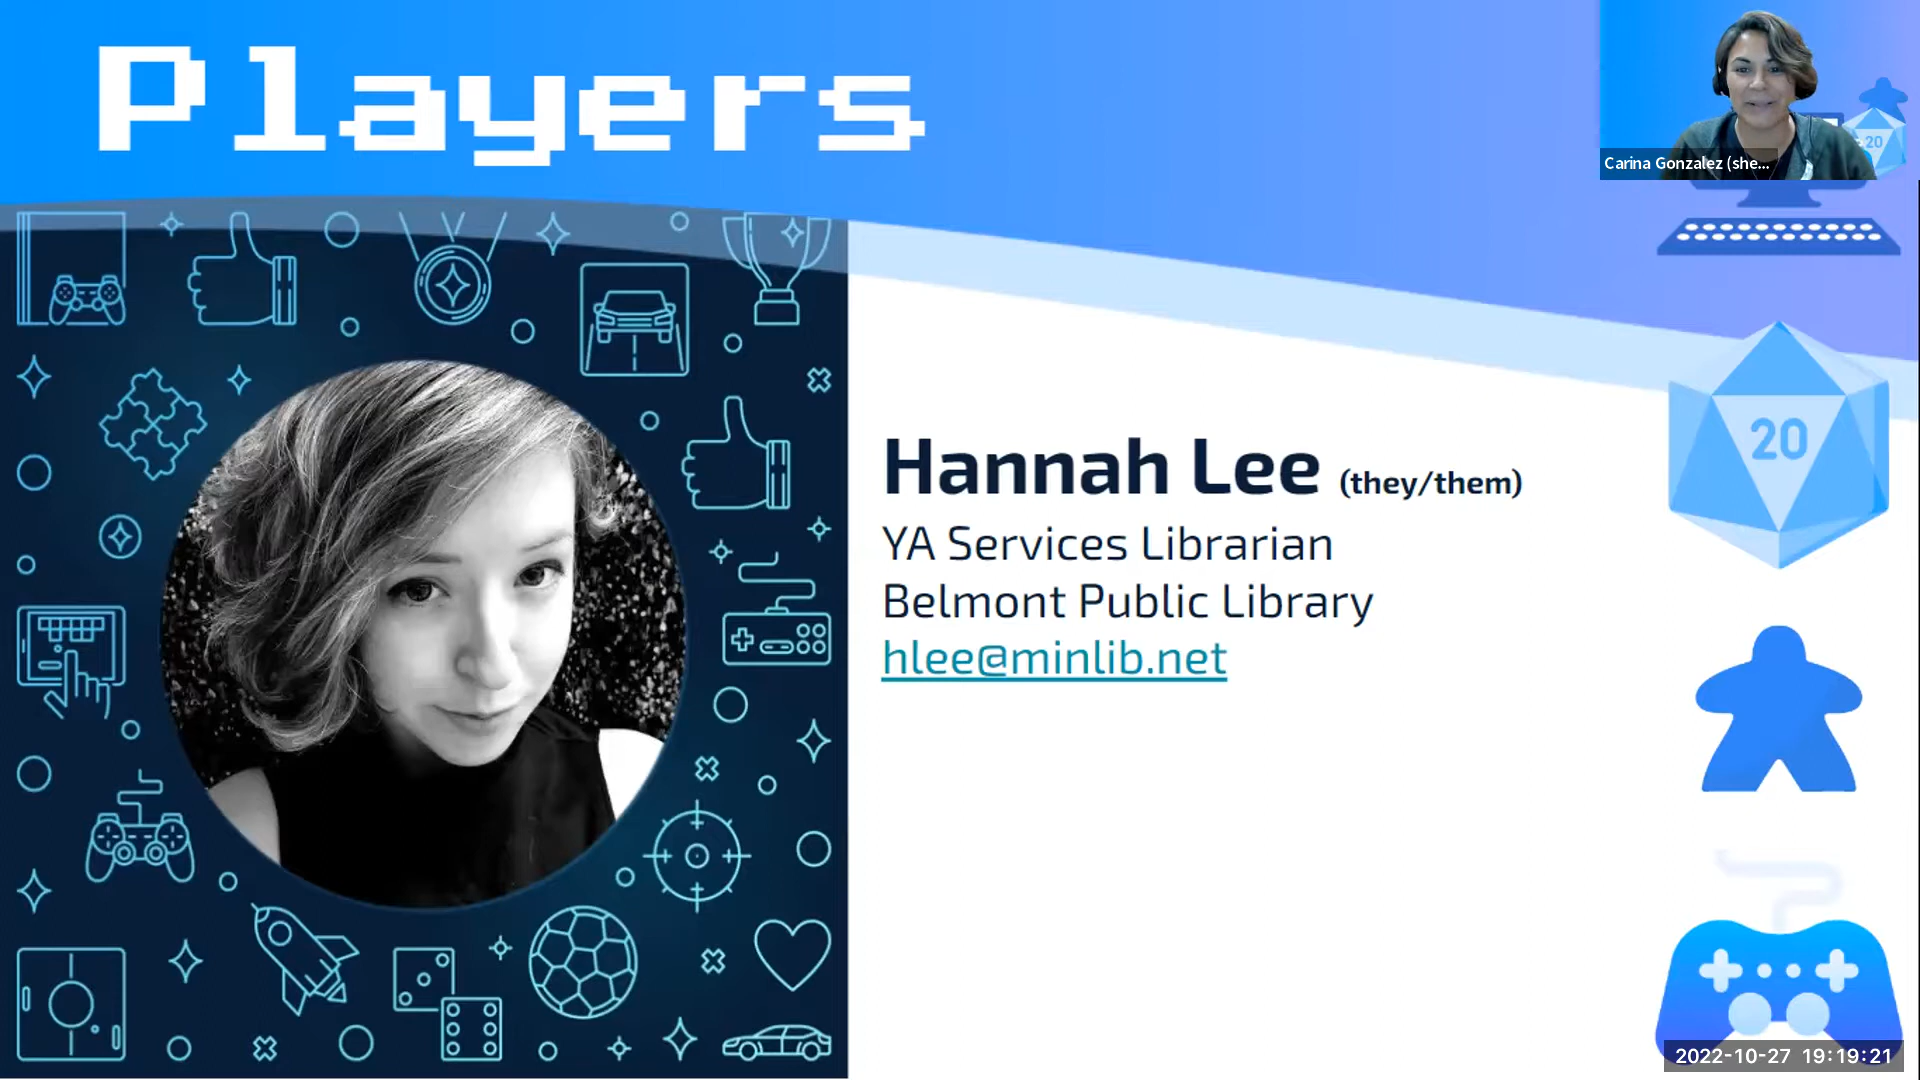 Players
20
Carina Gonzalez (she...
20
Hannah Lee (they/them)
YA Services Librarian
Belmont Public Library
hlee@minlib.net
2022-10-27 19:19:21